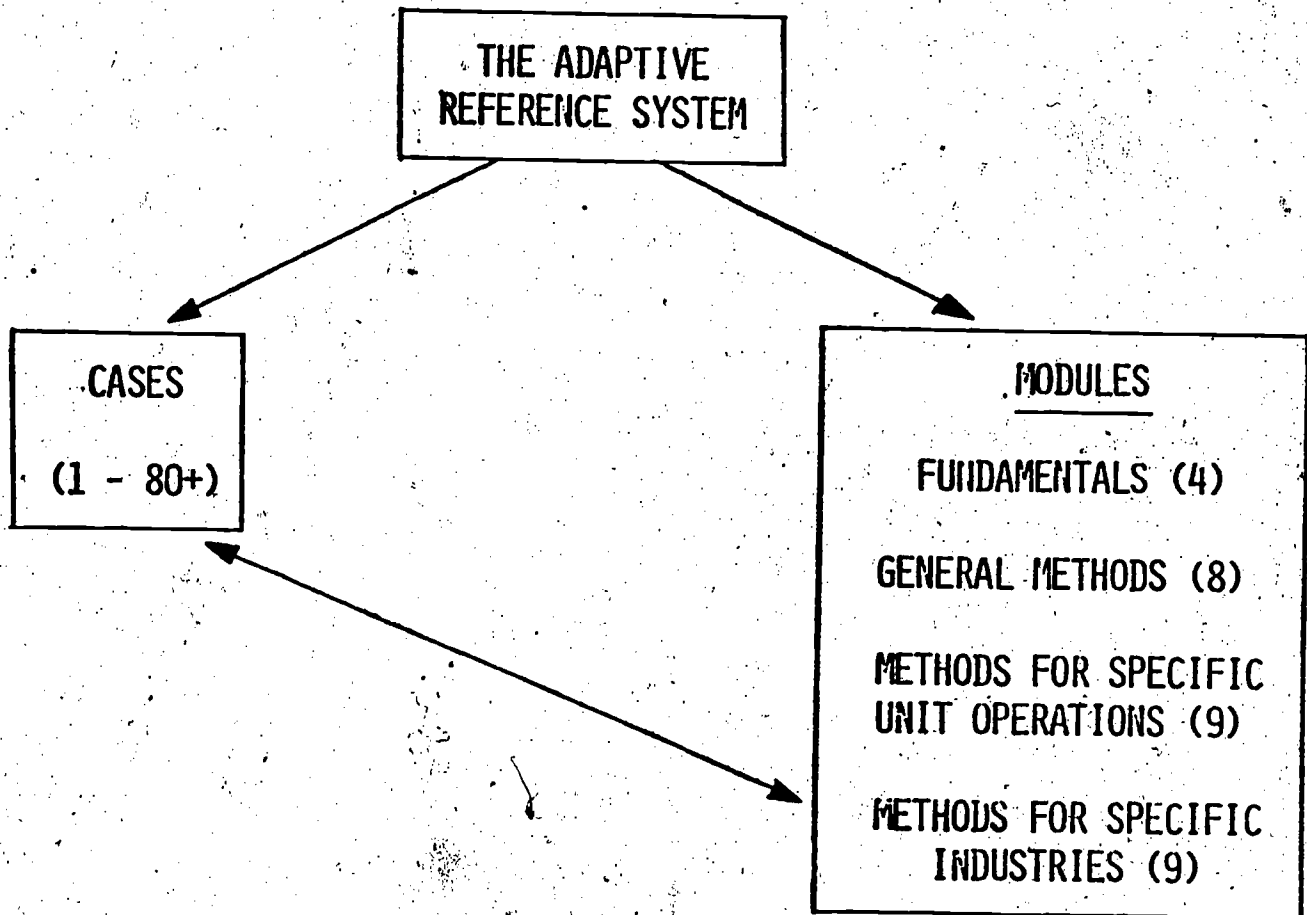 THE ADAPTIVE
REFERENCE SYSTEM
CASES
(1 - 80+)
MODULES
FUNDAMENTALS (4)
GENERAL METHODS (8)
METHODS FOR SPECIFIC
UNIT OPERATIONS (9)
METHODS FOR SPECIFIC
INDUSTRIES (9)